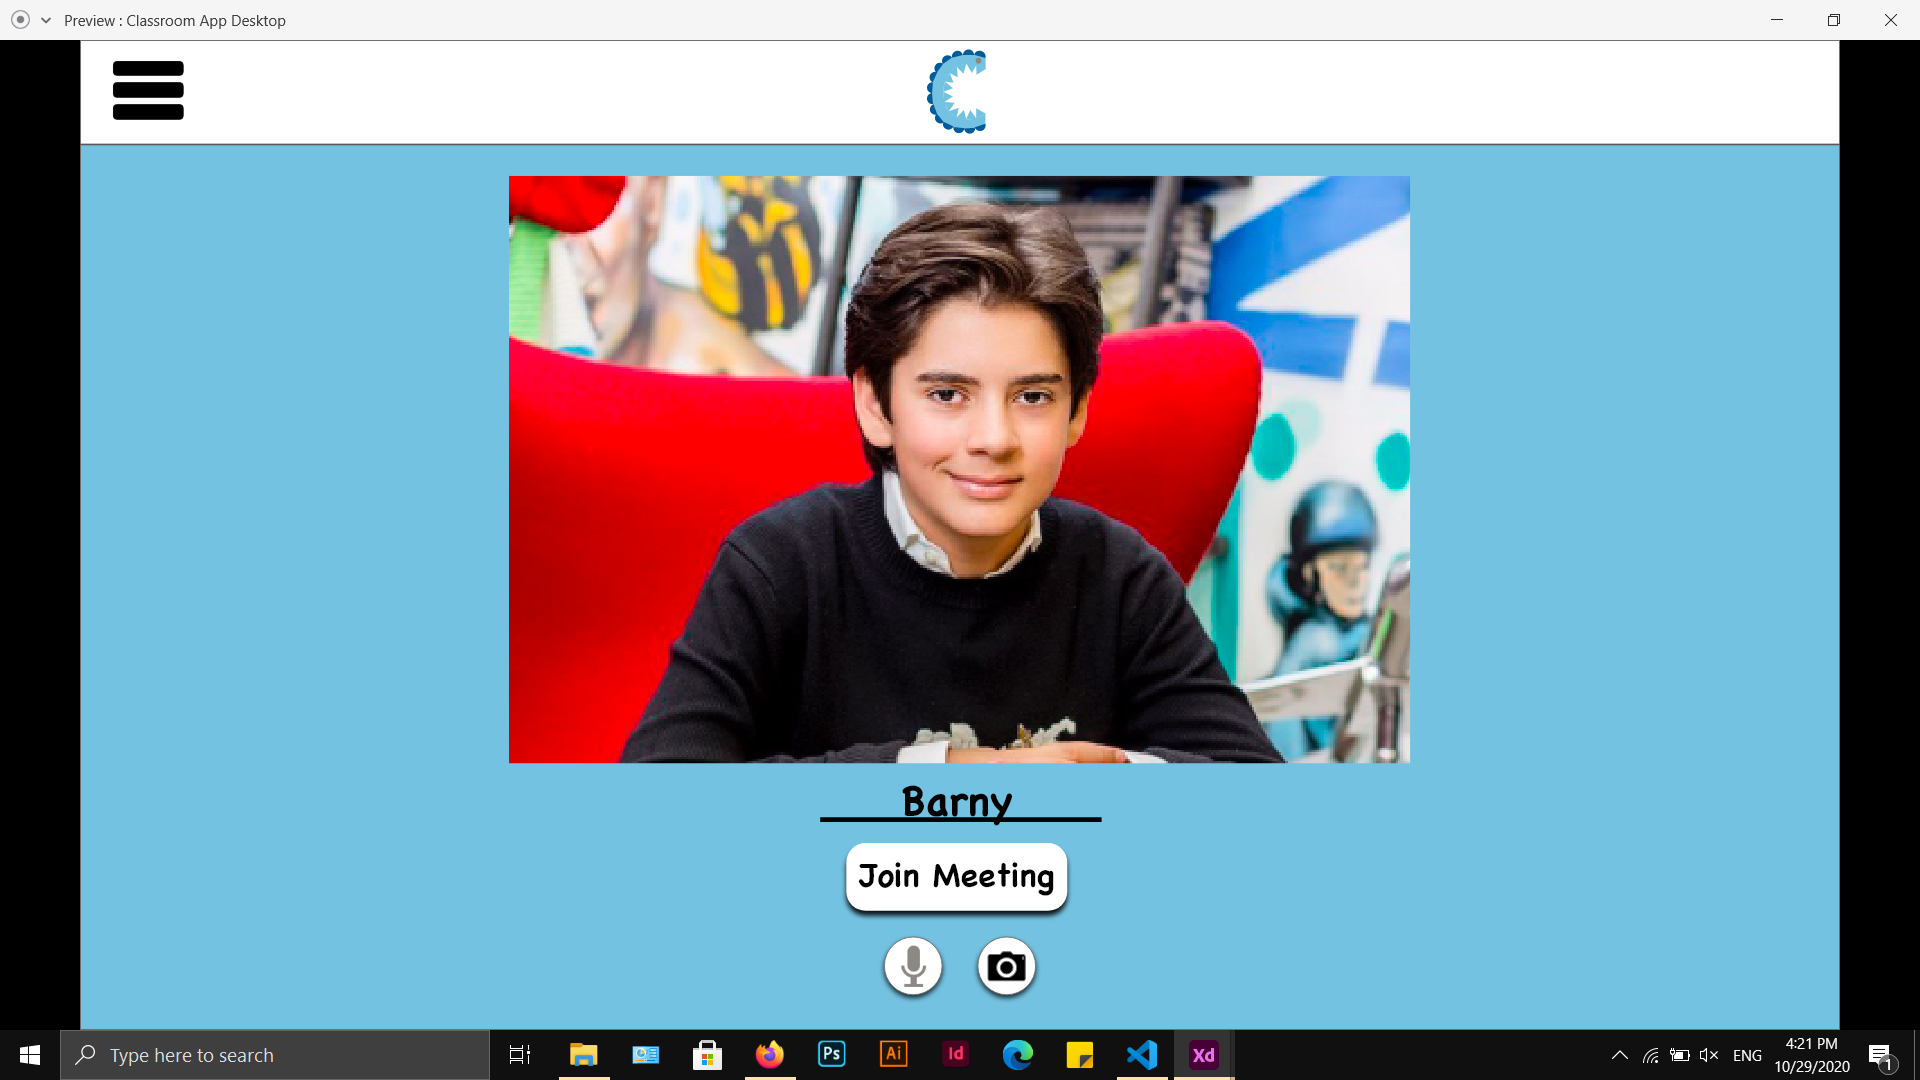 Preview : Classroom App Desktop
Barny
Join Meeting
Type here to search
Ps
Ai
Id
Xd
ENG
4:21 PM
10/29/2020
1